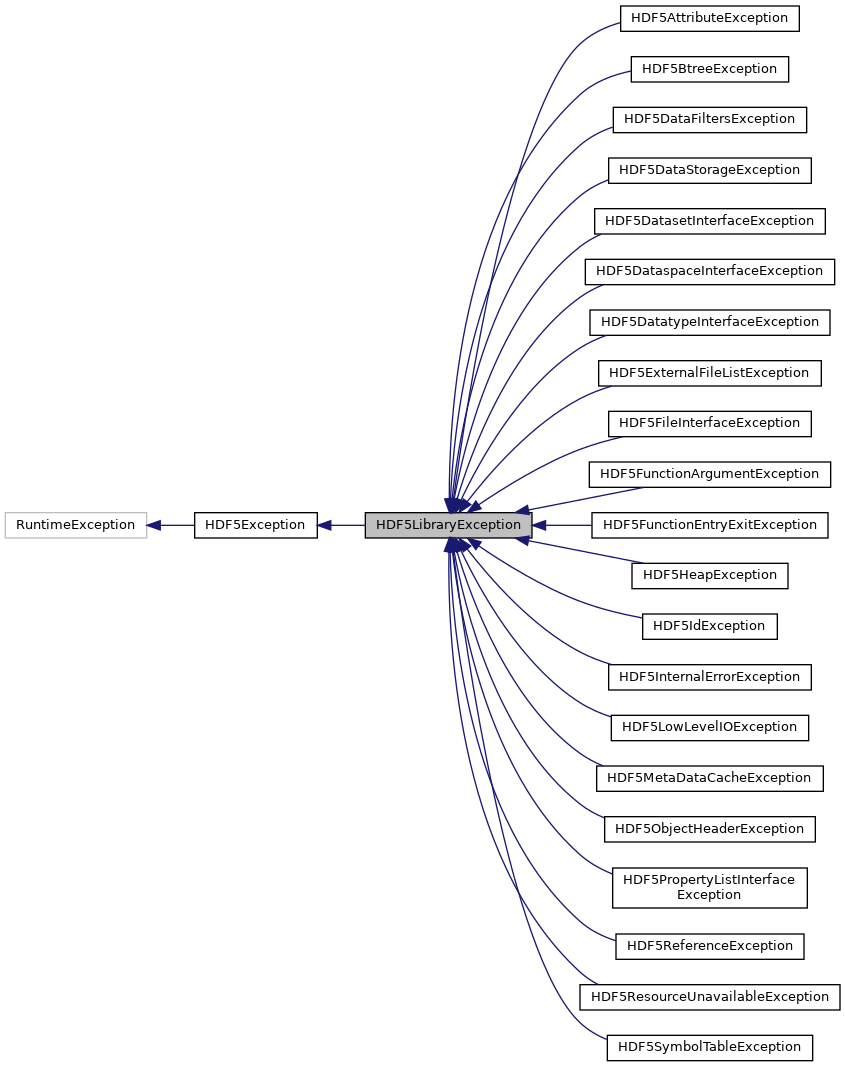 HDF5AttributeException
HDF5BtreeException
HDF5DataFiltersException
HDF5DataStorageException
HDF5DatasetInterfaceException
HDF5DataspaceInterfaceException
HDF5DatatypeInterfaceException
HDF5ExternalFileListException
HDF5FileInterfaceException
HDF5FunctionArgumentException
RuntimeException
HDF5Exception
HDF5LibraryException
HDF5FunctionEntryExitException
HDF5HeapException
HDF5IdException
HDF5InternalErrorException
HDF5LowLevelIOException
HDF5MetaDataCacheException
HDF5ObjectHeaderException
HDF5PropertyListInterface
Exception
HDF5ReferenceException
HDF5ResourceUnavailableException
HDF5SymbolTableException